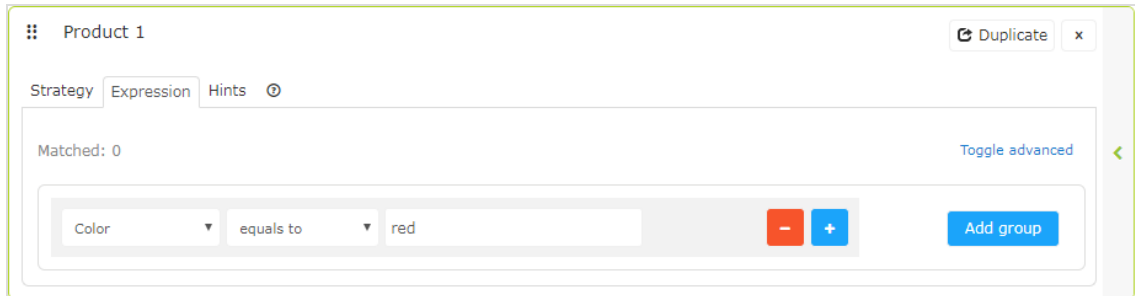 Product 1
Duplicate x
Strategy Expression Hints ?
Matched: 0
Toggle advanced
Color equals to red - + Add group